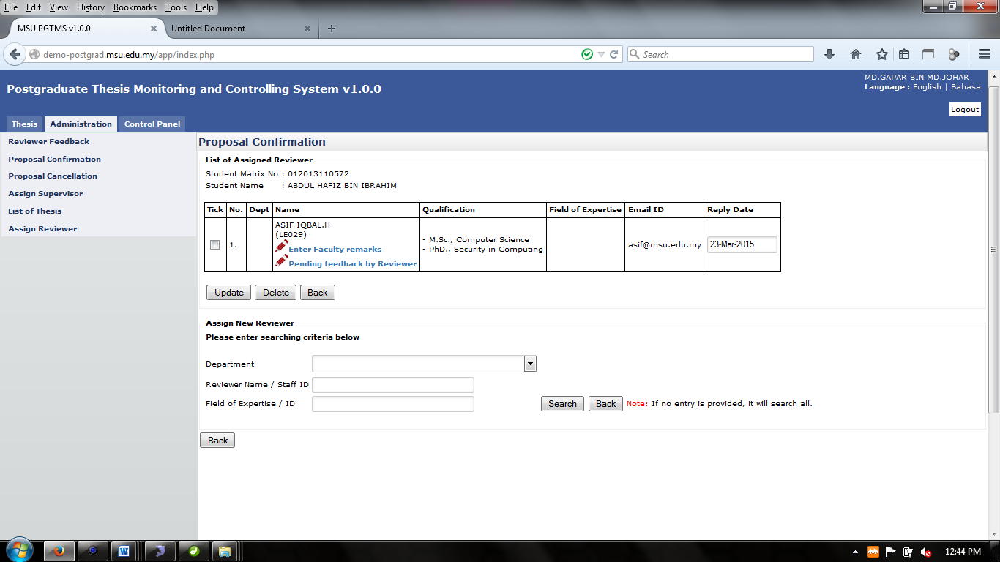 File Edit View History Bookmarks Tools Help
MSU PGTMS v1.0.0
Untitled Document
demo-postgrad.msu.edu.my/app/index.php
Search
MD.GAPAR BIN MD.JOHAR
Postgraduate Thesis Monitoring and Controlling System v1.0.0
Language : English | Bahasa
Logout
Thesis Administration Control Panel
Reviewer Feedback
Proposal Confirmation
Proposal Cancellation
Assign Supervisor
List of Thesis
Assign Reviewer
Proposal Confirmation
List of Assigned Reviewer
Student Matrix No : 012013110572
Student Name : ABDUL HAFIZ BIN IBRAHIM
Tick No. Dept Name Qualification Field of Expertise Email ID Reply Date
1.
ASIF IQBAL.H
(LE029)
Enter Faculty remarks
Pending feedback by Reviewer
- M.Sc., Computer Science
- PhD., Security in Computing
asif@msu.edu.my
23-Mar-2015
Update Delete Back
Assign New Reviewer
Please enter searching criteria below
Department
Reviewer Name / Staff ID
Field of Expertise / ID
Search Back Note: If no entry is provided, it will search all.
Back
12:44 PM